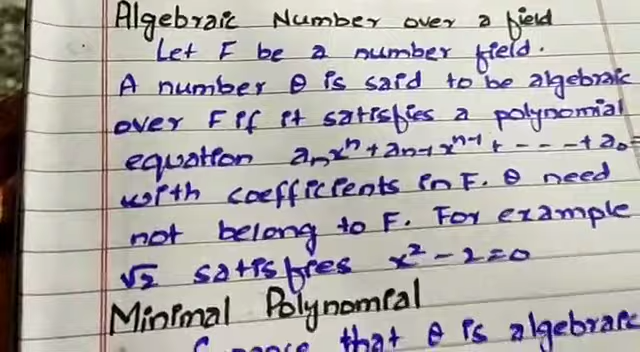 Algebraic Number over a field
Let F be a number field.
A number θ is said to be algebraic
over F if it satisfies a polynomial
equation aₙxⁿ + aₙ₋₁xⁿ⁻¹ + - - - + a₀ =
with coefficients in F. θ need
not belong to F. For example
√2 satisfies x² - 2 = 0
Minimal Polynomial
that θ is algebraic